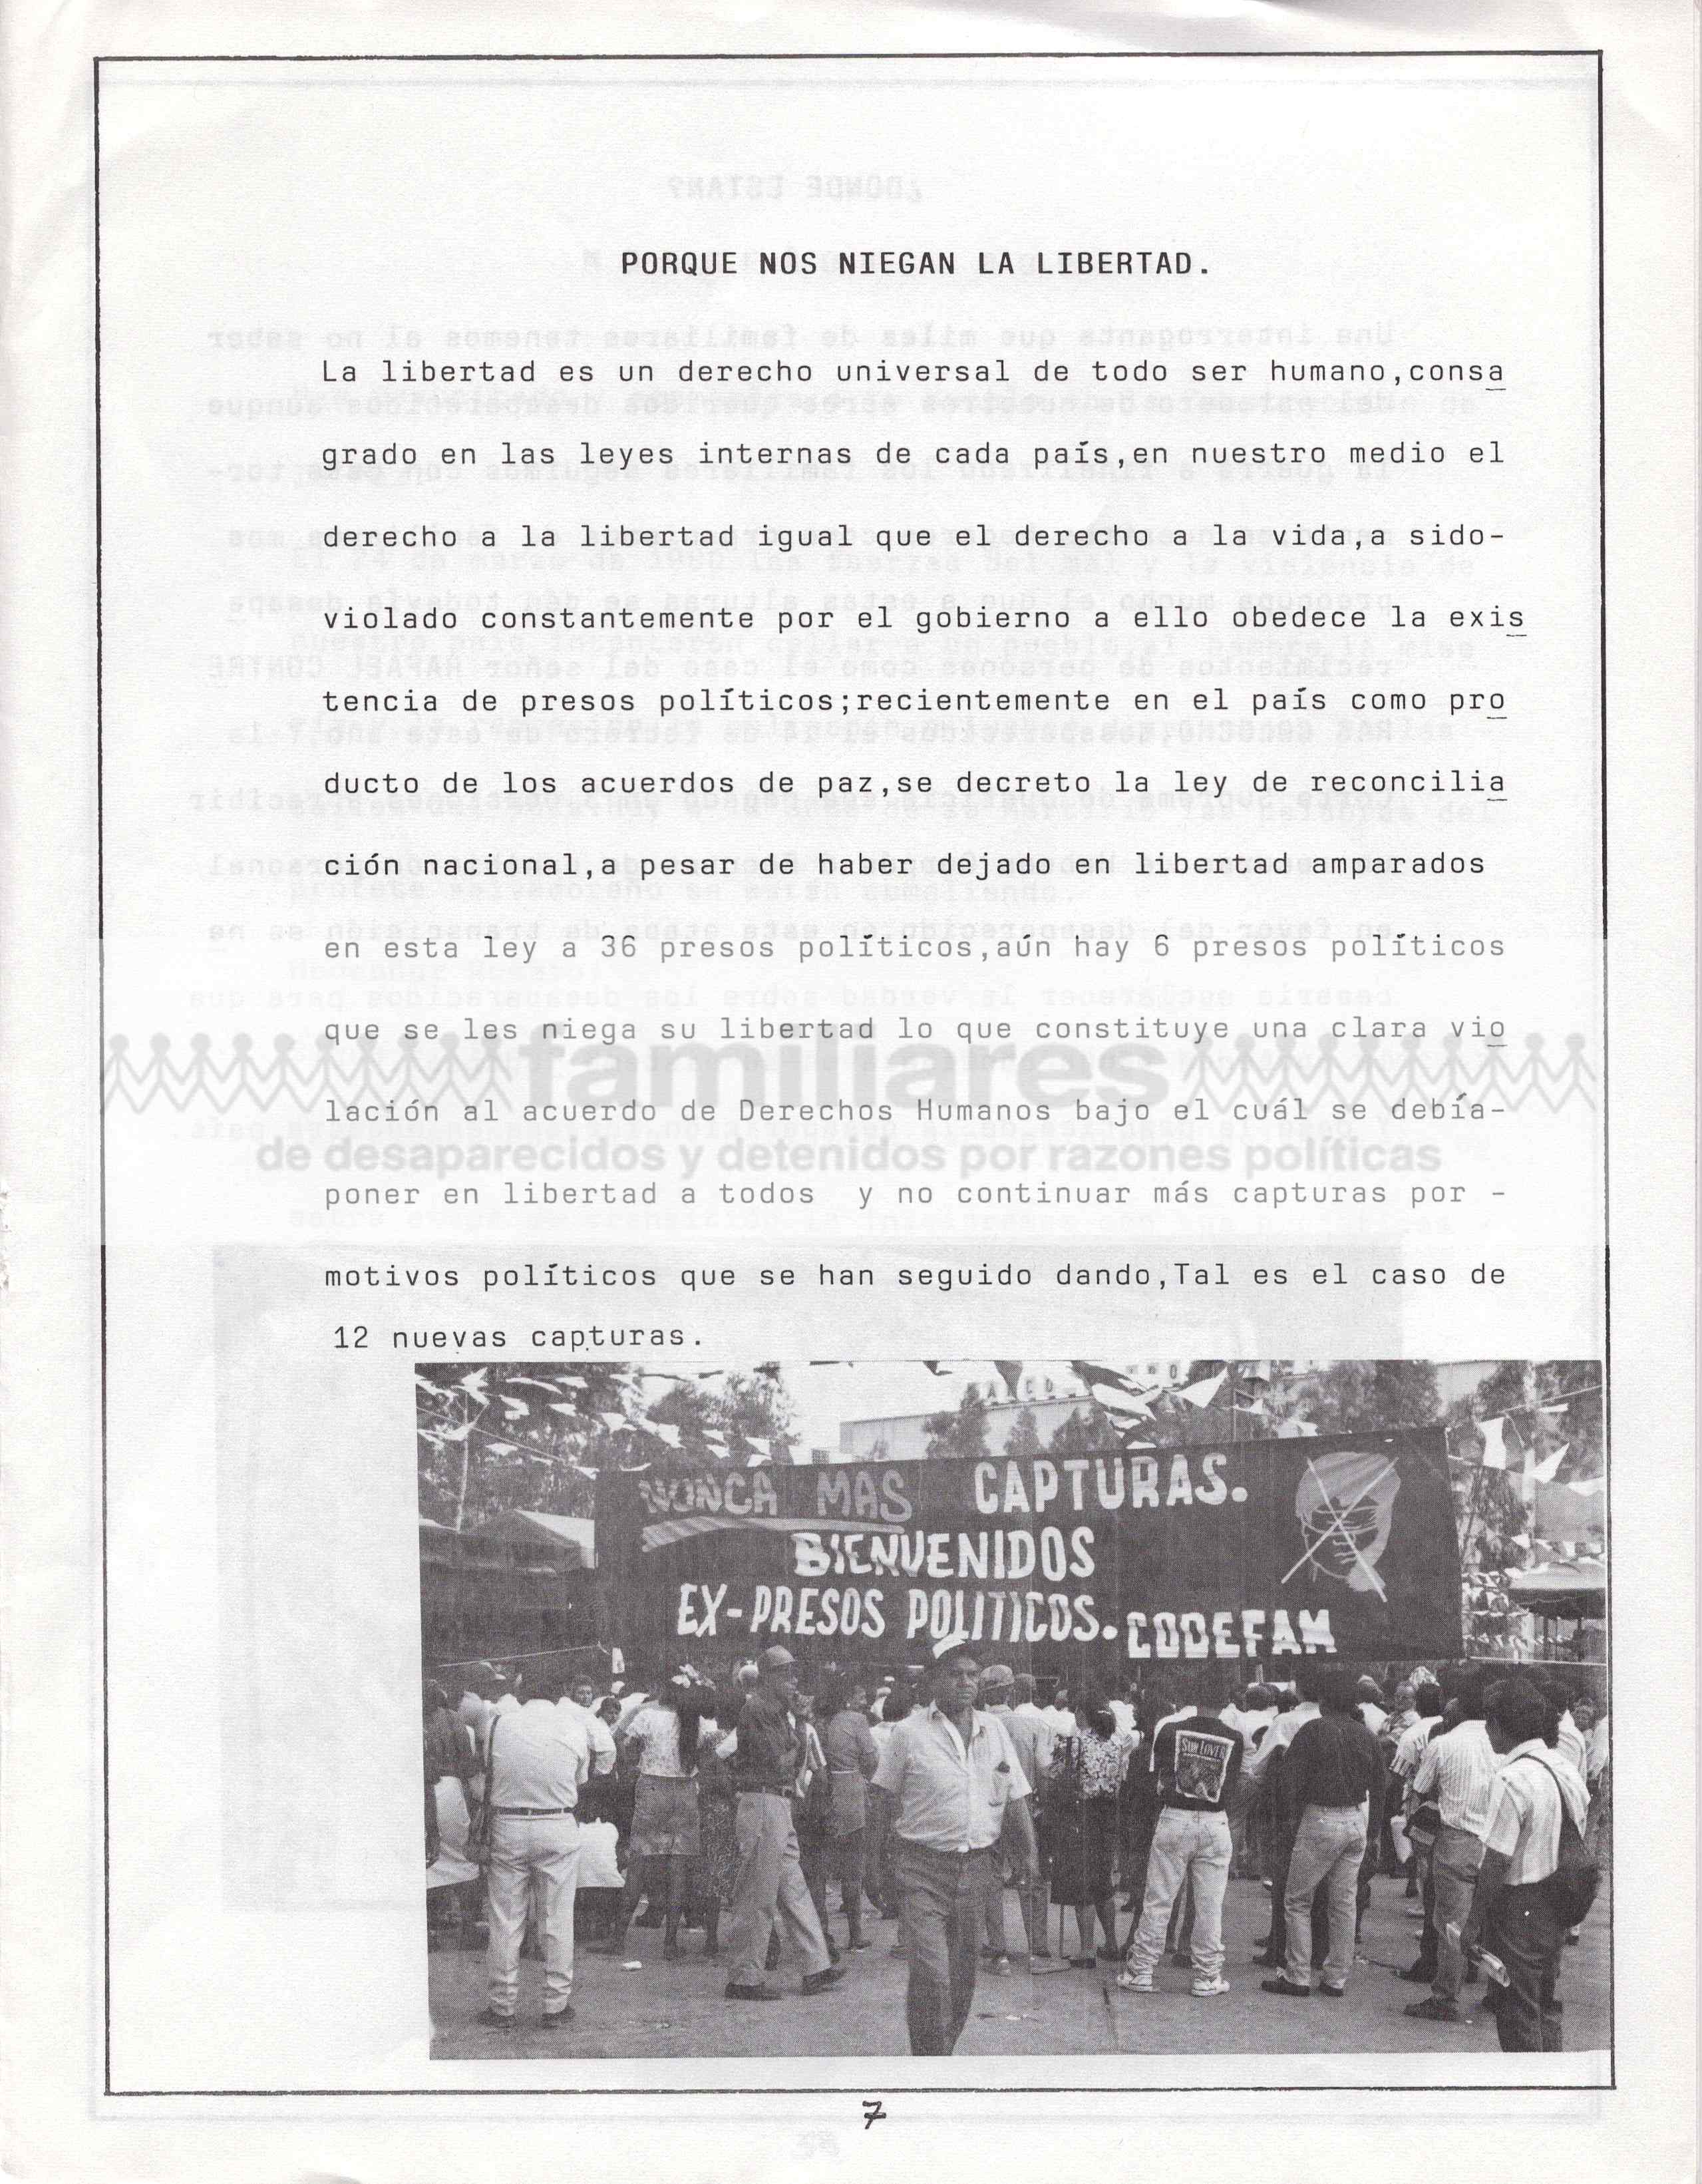 PORQUE NOS NIEGAN LA LIBERTAD.
La libertad es un derecho universal de todo ser humano,consa
grado en las leyes internas de cada país,en nuestro medio el
derecho a la libertad igual que el derecho a la vida,a sido-
violado constantemente por el gobierno a ello obedece la exis
tencia de presos políticos;recientemente en el país como pro
ducto de los acuerdos de paz,se decreto la ley de reconcilia
ción nacional,a pesar de haber dejado en libertad amparados
en esta ley a 36 presos políticos,aún hay 6 presos políticos
que se les niega su libertad lo que constituye una clara vio
familiares
lación al acuerdo de Derechos Humanos bajo el cuál se debía-
de desaparecidos y detenidos por razones políticas
poner en libertad a todos y no continuar más capturas por -
motivos políticos que se han seguido dando,Tal es el caso de
12 nuevas capturas.
NUNCA MAS CAPTURAS.
BIENVENIDOS
EX-PRESOS POLITICOS. CODEFAM
SUN LOVER
7